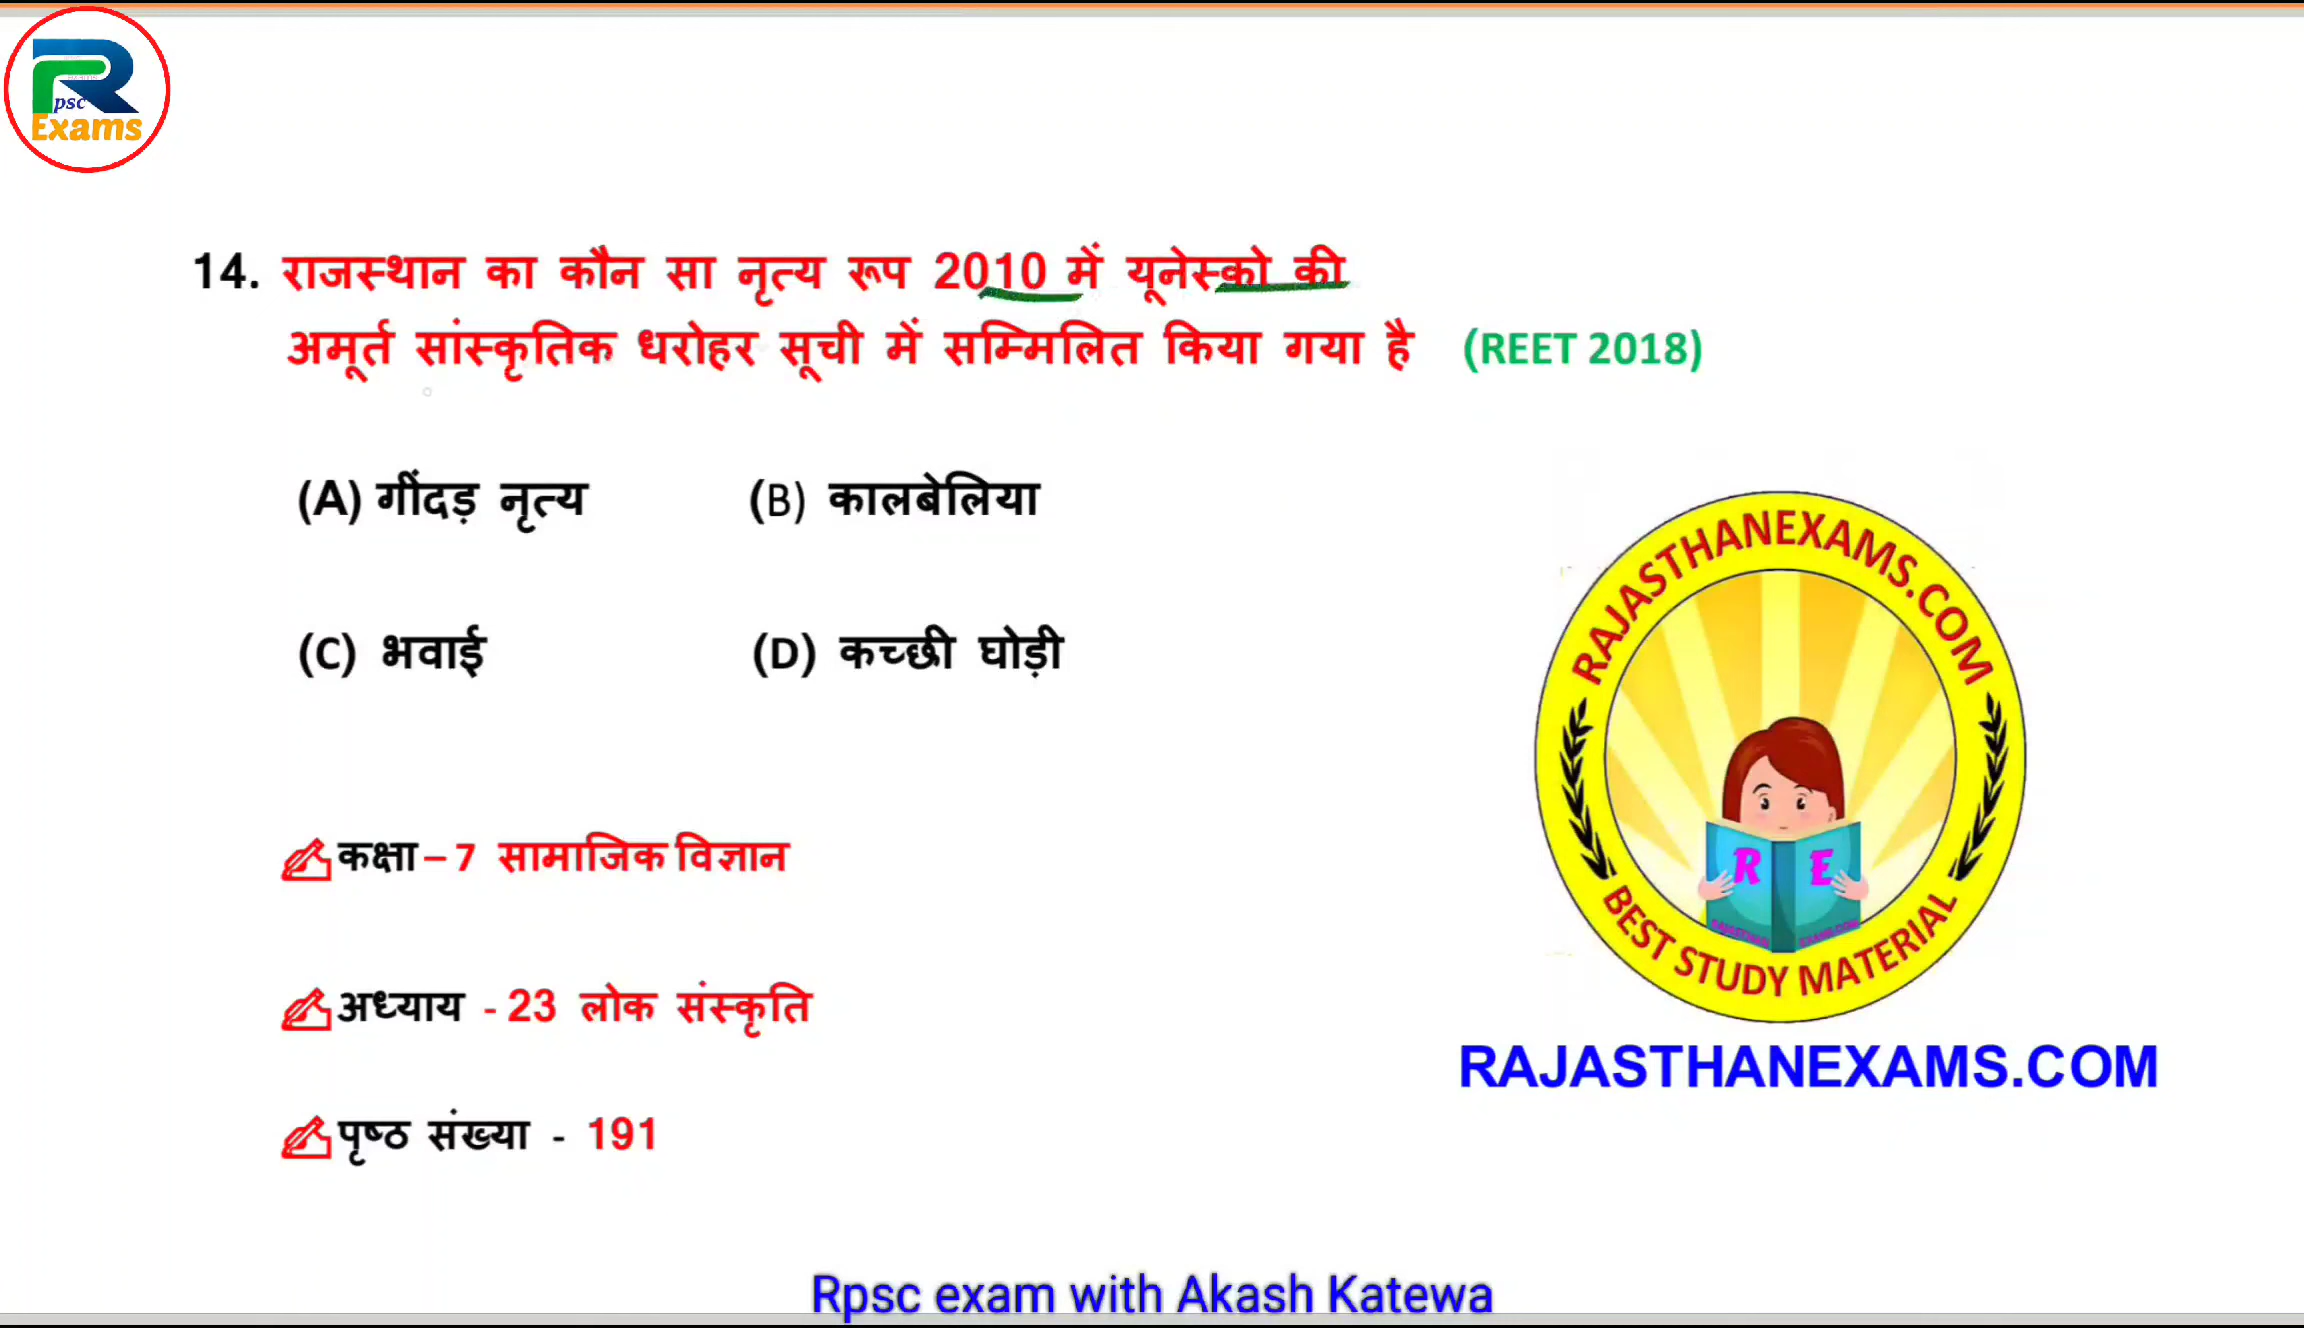 R
psc
Exams
14. राजस्थान का कौन सा नृत्य रूप 2010 में यूनेस्को की
अमूर्त सांस्कृतिक धरोहर सूची में सम्मिलित किया गया है (REET 2018)
(A) गींदड़ नृत्य (B) कालबेलिया
(C) भवाई (D) कच्छी घोड़ी
RAJASTHANEXAMS.COM
R E
BEST STUDY MATERIAL
RAJASTHANEXAMS.COM
कक्षा – 7 सामाजिक विज्ञान
अध्याय - 23 लोक संस्कृति
पृष्ठ संख्या - 191
Rpsc exam with Akash Katewa